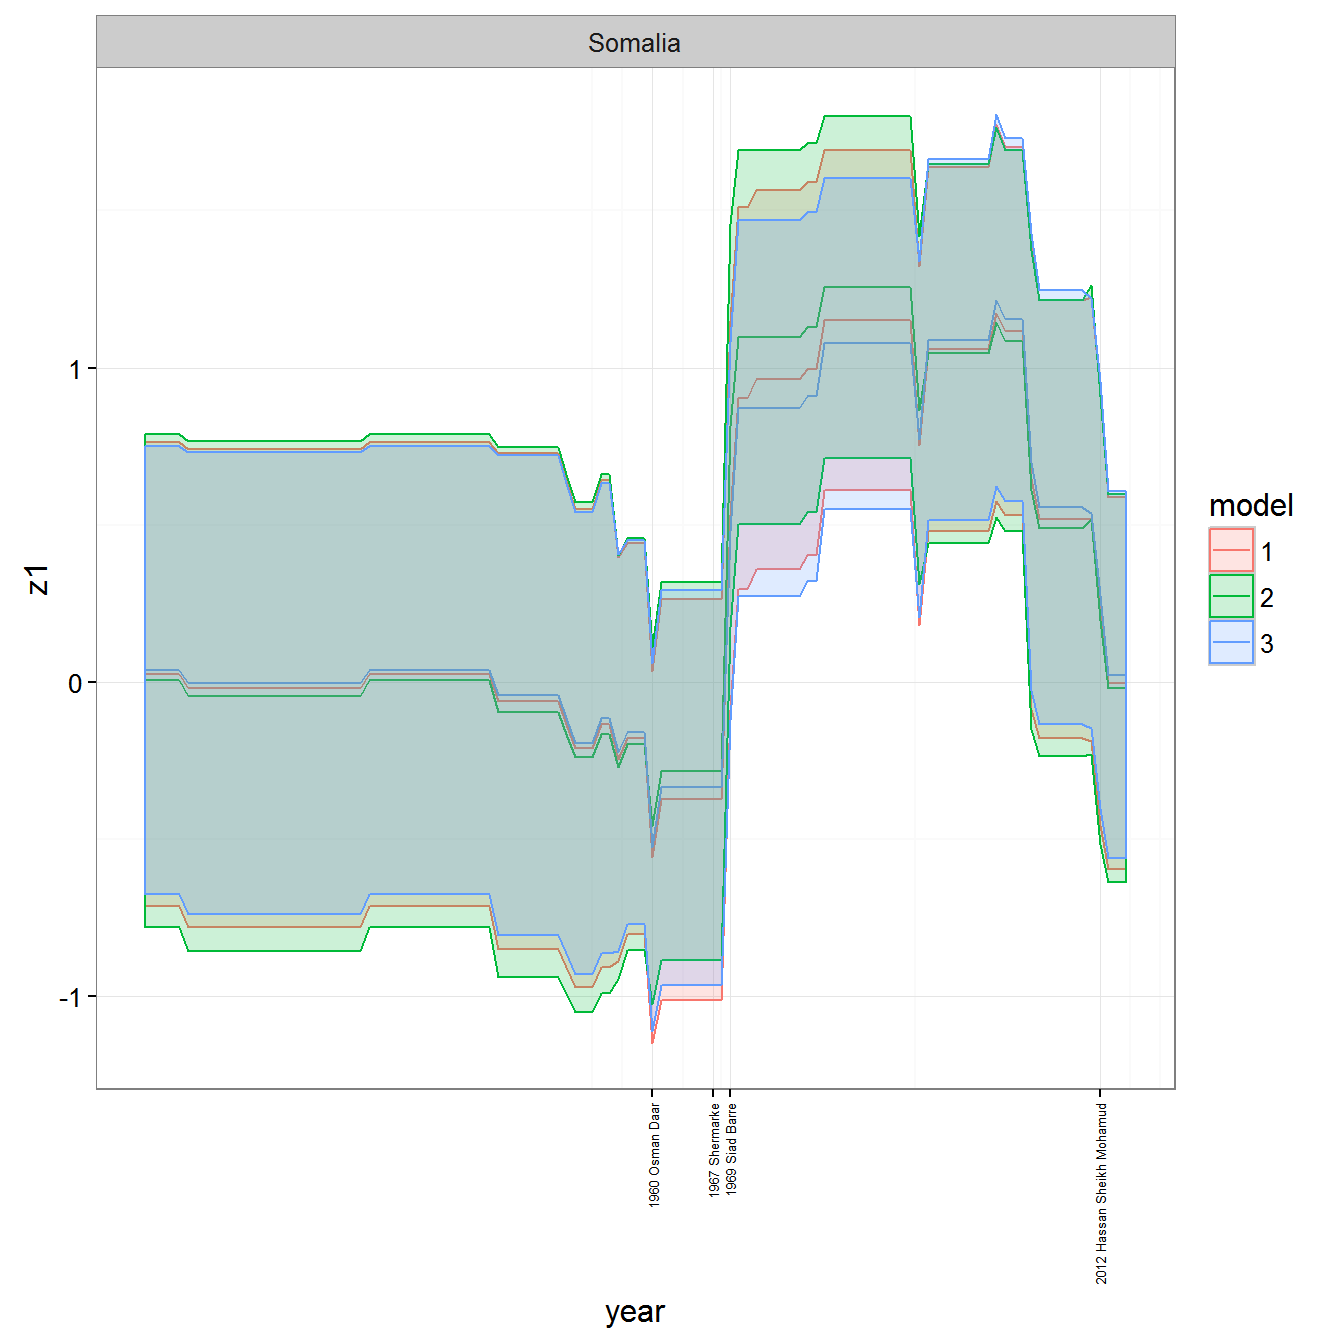 Somalia
z1
1
0
-1
1960 Osman Daar
1967 Shermarke
1969 Siad Barre
2012 Hassan Sheikh Mohamud
year
model
1
2
3